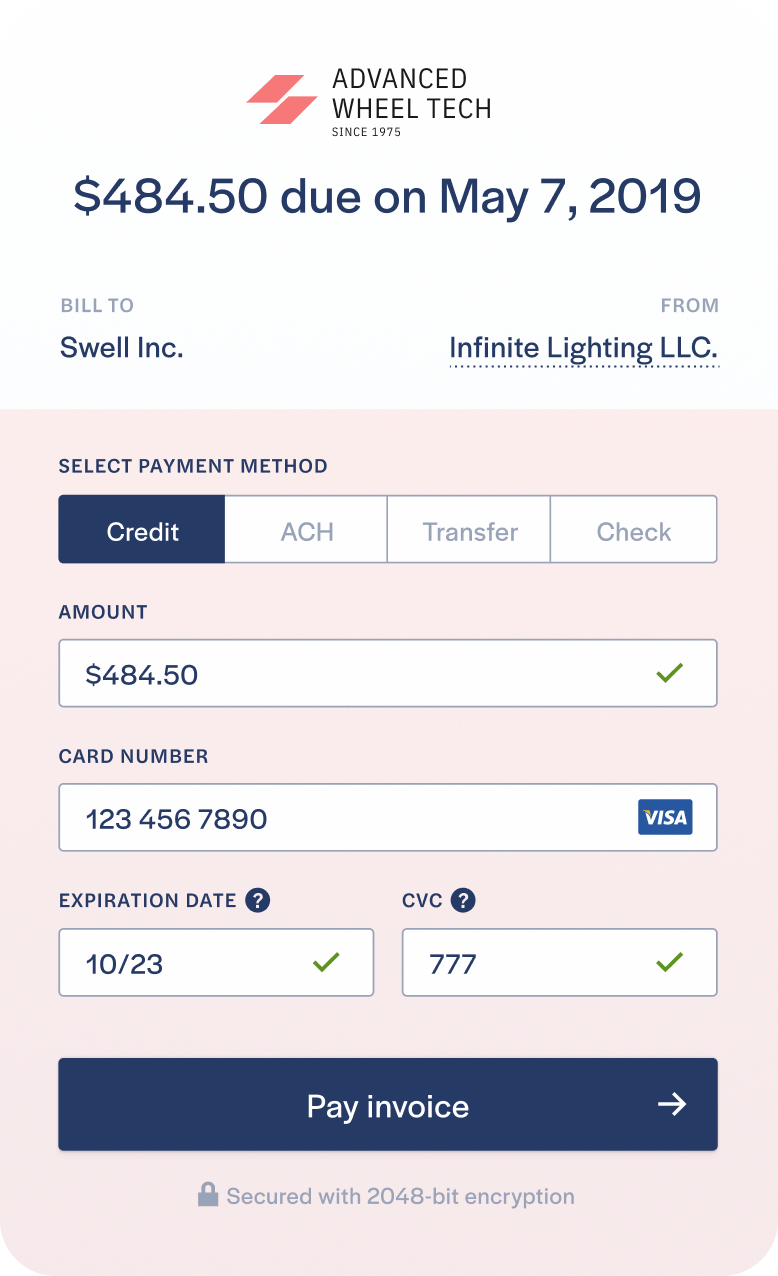 ADVANCED
WHEEL TECH
SINCE 1975
$484.50 due on May 7, 2019
BILL TO
FROM
Swell Inc.
Infinite Lighting LLC.
SELECT PAYMENT METHOD
Credit ACH Transfer Check
AMOUNT
$484.50
CARD NUMBER
123 456 7890 VISA
EXPIRATION DATE ? CVC ?
10/23 777
Pay invoice
Secured with 2048-bit encryption